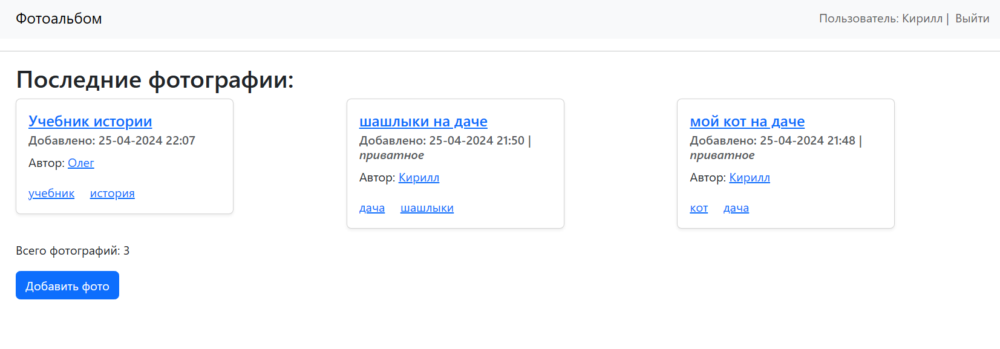 Фотоальбом
Пользователь: Кирилл | Выйти
Последние фотографии:
Учебник истории
Добавлено: 25-04-2024 22:07
Автор: Олег
учебник история
шашлыки на даче
Добавлено: 25-04-2024 21:50 |
приватное
Автор: Кирилл
дача шашлыки
мой кот на даче
Добавлено: 25-04-2024 21:48 |
приватное
Автор: Кирилл
кот дача
Всего фотографий: 3
Добавить фото